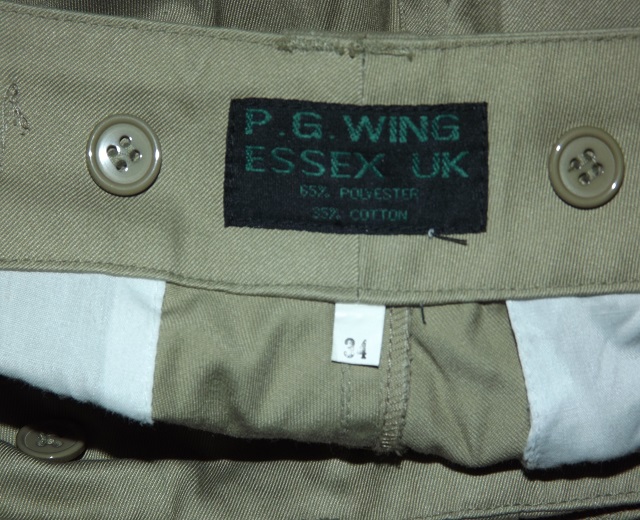 P.G. WING
ESSEX UK
65% POLYESTER
35% COTTON
34